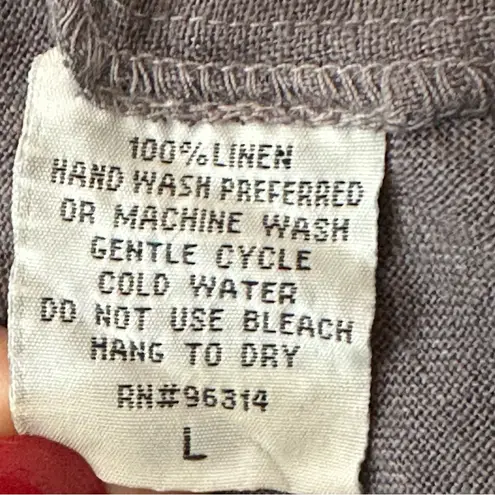 100% LINEN
HAND WASH PREFERRED
OR MACHINE WASH
GENTLE CYCLE
COLD WATER
DO NOT USE BLEACH
HANG TO DRY
RN#96314
L